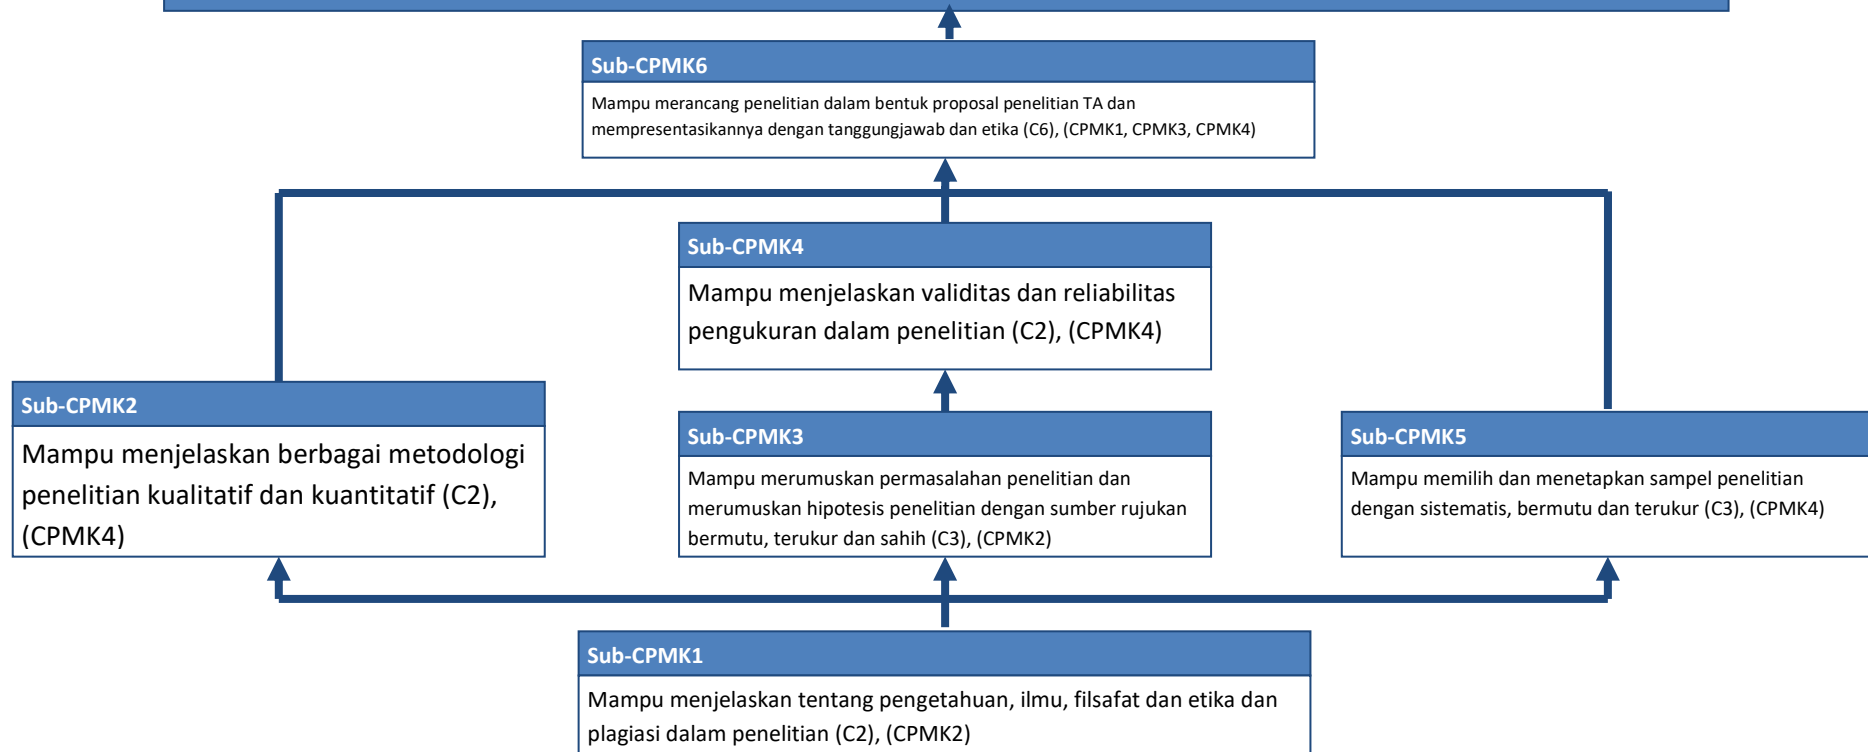 Sub-CPMK6
Mampu merancang penelitian dalam bentuk proposal penelitian TA dan
mempresentasikannya dengan tanggungjawab dan etika (C6), (CPMK1, CPMK3, CPMK4)
Sub-CPMK4
Mampu menjelaskan validitas dan reliabilitas
pengukuran dalam penelitian (C2), (CPMK4)
Sub-CPMK2
Mampu menjelaskan berbagai metodologi
penelitian kualitatif dan kuantitatif (C2),
(CPMK4)
Sub-CPMK3
Mampu merumuskan permasalahan penelitian dan
merumuskan hipotesis penelitian dengan sumber rujukan
bermutu, terukur dan sahih (C3), (CPMK2)
Sub-CPMK5
Mampu memilih dan menetapkan sampel penelitian
dengan sistematis, bermutu dan terukur (C3), (CPMK4)
Sub-CPMK1
Mampu menjelaskan tentang pengetahuan, ilmu, filsafat dan etika dan
plagiasi dalam penelitian (C2), (CPMK2)